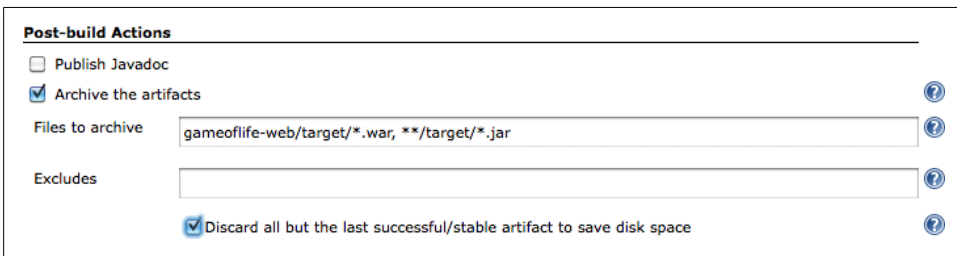 Post-build Actions
Publish Javadoc
Archive the artifacts
Files to archive
gameoflife-web/target/*.war, **/target/*.jar
Excludes
Discard all but the last successful/stable artifact to save disk space